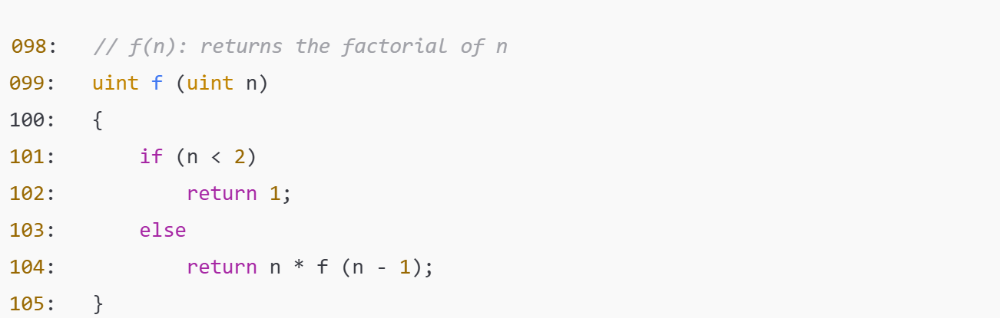 098:   // f(n): returns the factorial of n
099:   uint f (uint n)
100:   {
101:       if (n < 2)
102:           return 1;
103:       else
104:           return n * f (n - 1);
105:   }